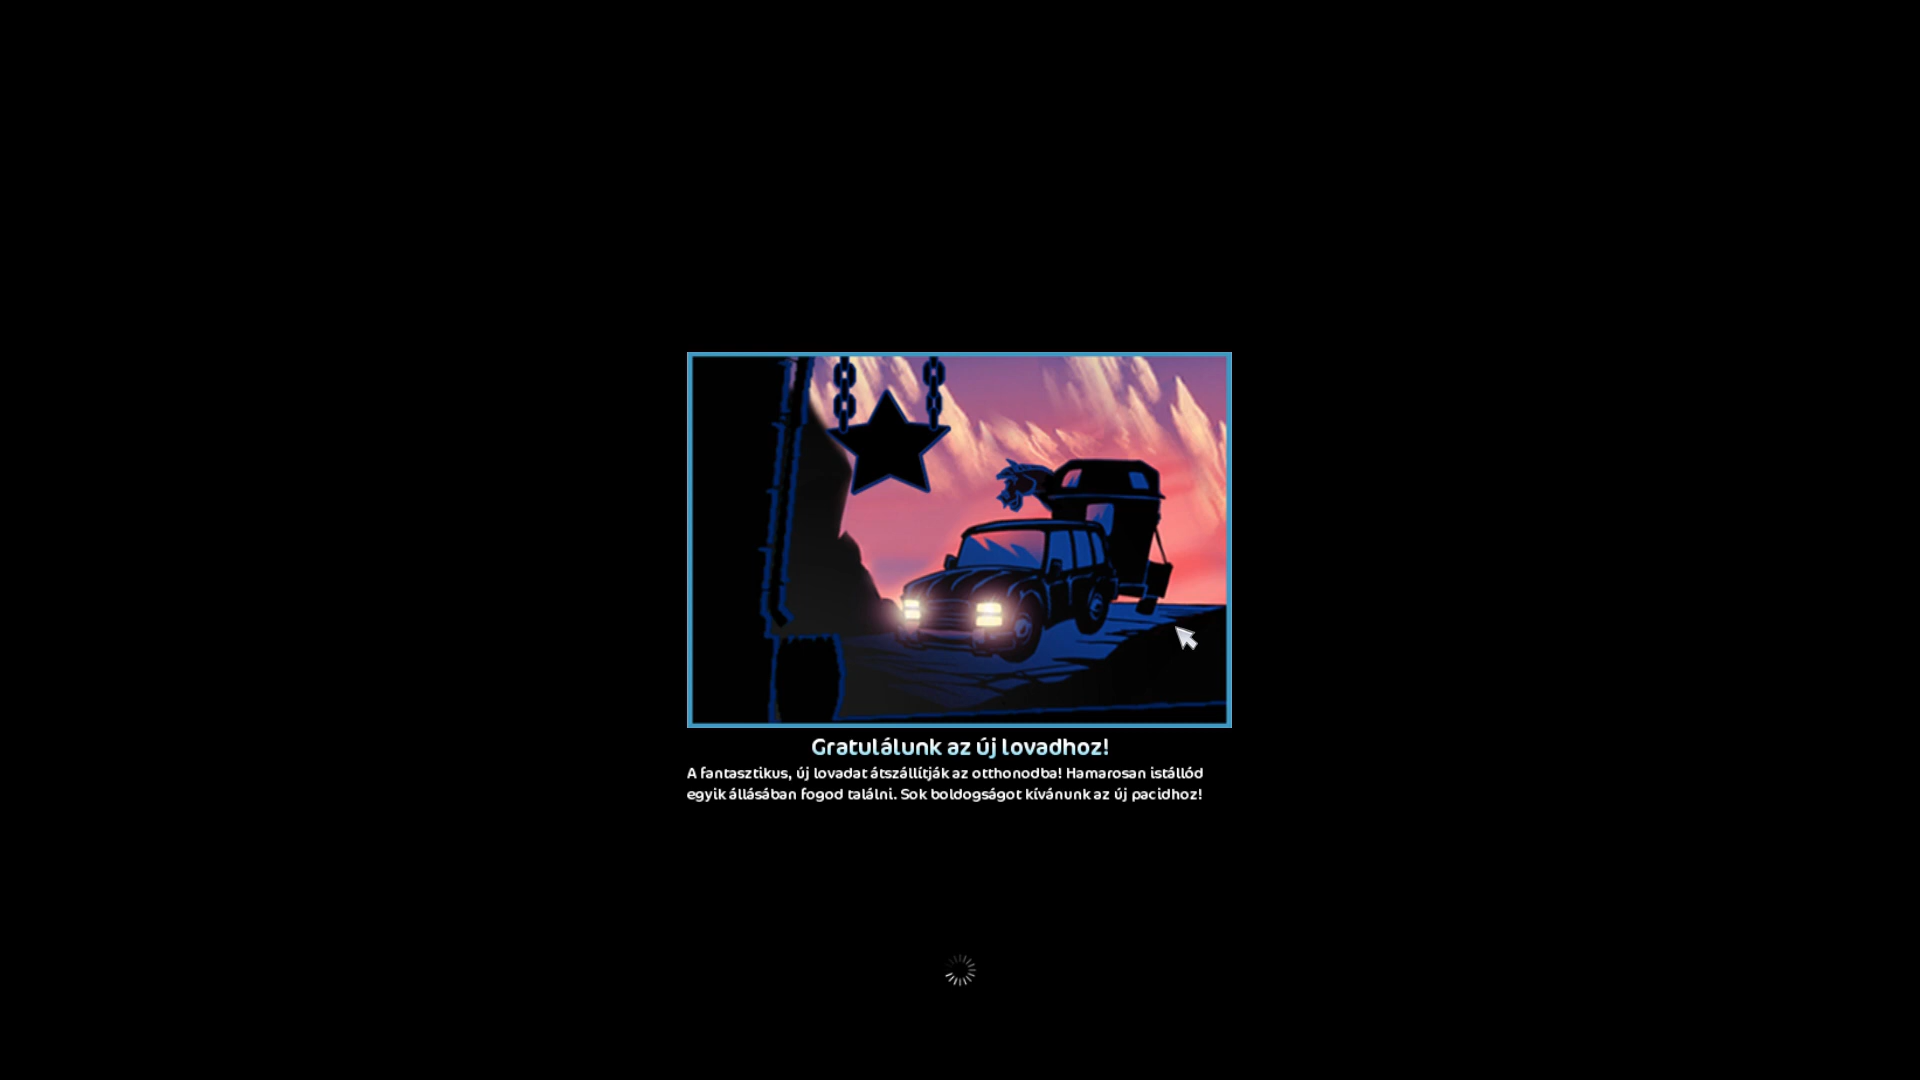 Gratulálunk az új lovadhoz!
A fantasztikus, új lovadat átszállítják az otthonodba! Hamarosan istállód
egyik állásában fogod találni. Sok boldogságot kívánunk az új pacidhoz!